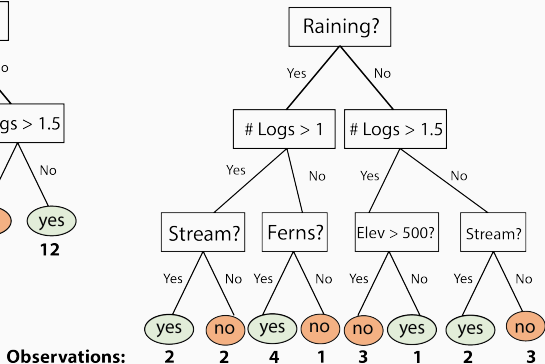 Raining?
o
Yes
No
gs > 1.5
# Logs > 1
# Logs > 1.5
No
Yes
No
Yes
No
yes
12
Stream?
Ferns?
Elev > 500?
Stream?
Yes
No
Yes
No
Yes
No
Yes
No
yes
no
yes
no
no
yes
yes
no
Observations: 2 2 4 1 3 1 2 3